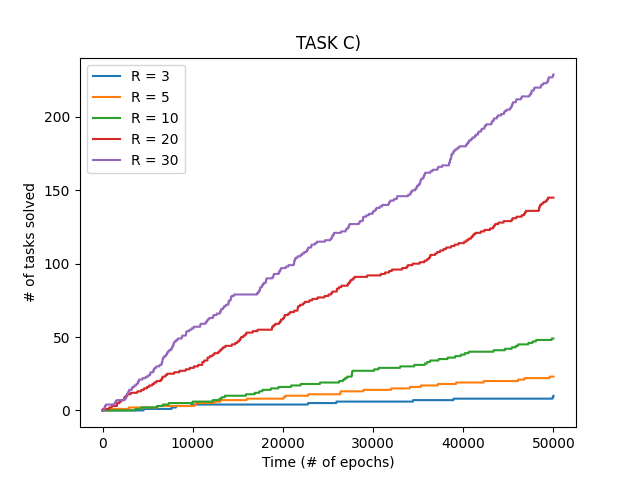 TASK C)
R = 3
R = 5
R = 10
R = 20
R = 30
# of tasks solved
200
150
100
50
0
0 10000 20000 30000 40000 50000
Time (# of epochs)